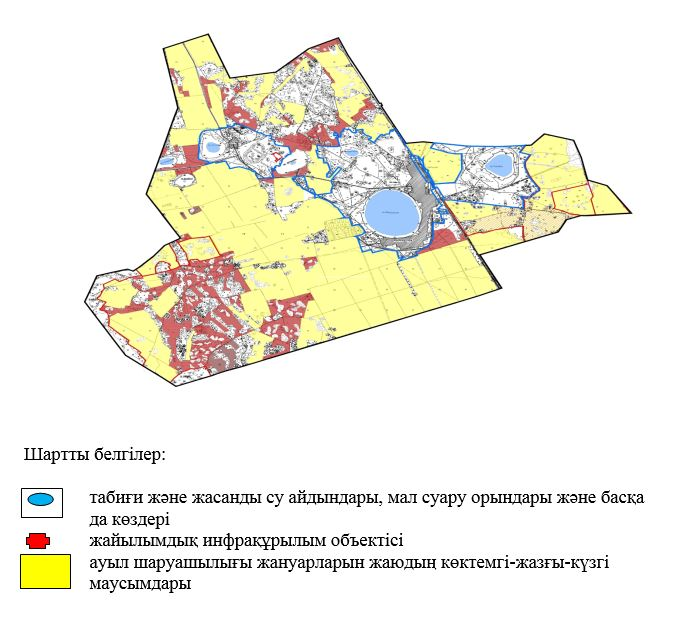 Шартты белгілер:
табиғи және жасанды су айдындары, мал суару орындары және басқа
да көздері
жайылымдық инфрақұрылым объектісі
ауыл шаруашылығы жануарларын жаюдың көктемгі-жазғы-күзгі
маусымдары